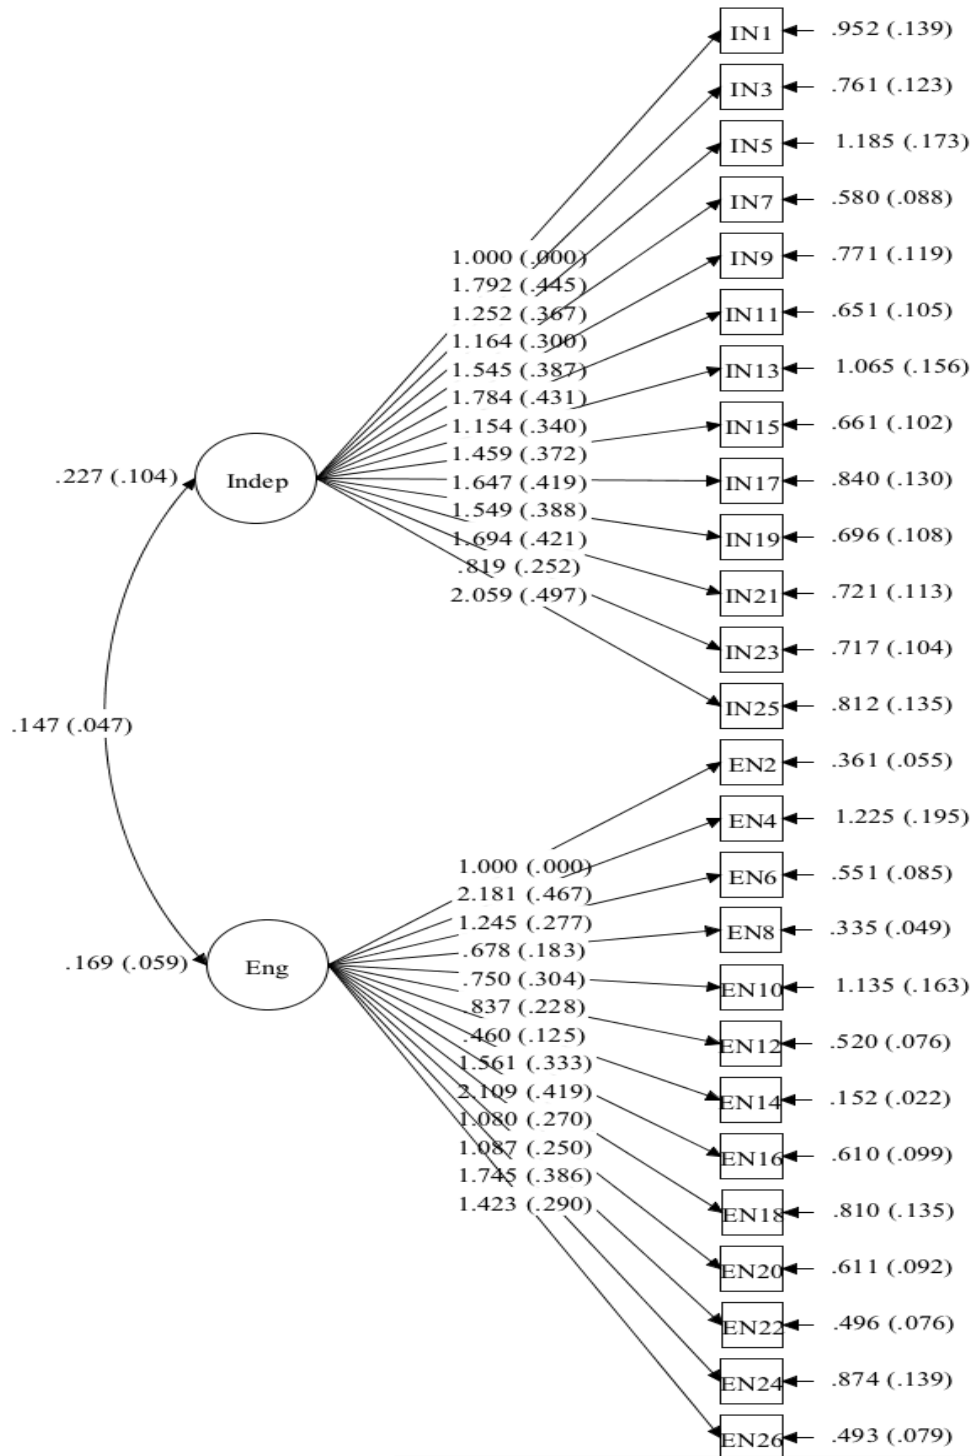 IN1 .952 (.139)
IN3 .761 (.123)
IN5 1.185 (.173)
IN7 .580 (.088)
IN9 .771 (.119)
IN11 .651 (.105)
IN13 1.065 (.156)
IN15 .661 (.102)
IN17 .840 (.130)
IN19 .696 (.108)
IN21 .721 (.113)
IN23 .717 (.104)
IN25 .812 (.135)
1.000 (.000)
1.792 (.445)
1.252 (.367)
1.164 (.300)
1.545 (.387)
1.784 (.431)
1.154 (.340)
1.459 (.372)
1.647 (.419)
1.549 (.388)
1.694 (.421)
.819 (.252)
2.059 (.497)
.227 (.104) Indep
.147 (.047)
EN2 .361 (.055)
EN4 1.225 (.195)
EN6 .551 (.085)
EN8 .335 (.049)
EN10 1.135 (.163)
EN12 .520 (.076)
EN14 .152 (.022)
EN16 .610 (.099)
EN18 .810 (.135)
EN20 .611 (.092)
EN22 .496 (.076)
EN24 .874 (.139)
EN26 .493 (.079)
1.000 (.000)
2.181 (.467)
1.245 (.277)
.678 (.183)
.750 (.304)
.837 (.228)
.460 (.125)
1.561 (.333)
2.109 (.419)
1.080 (.270)
1.087 (.250)
1.745 (.386)
1.423 (.290)
.169 (.059) Eng